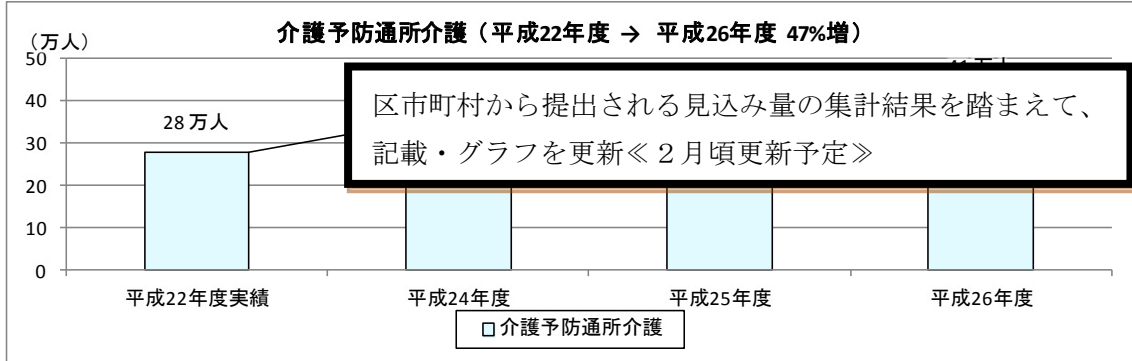 介護予防通所介護（平成22年度 → 平成26年度 47%増）
（万人）
50
40
30
20
10
0
28 万人
区市町村から提出される見込み量の集計結果を踏まえて、
記載・グラフを更新≪２月頃更新予定≫
平成22年度実績 平成24年度 平成25年度 平成26年度
介護予防通所介護